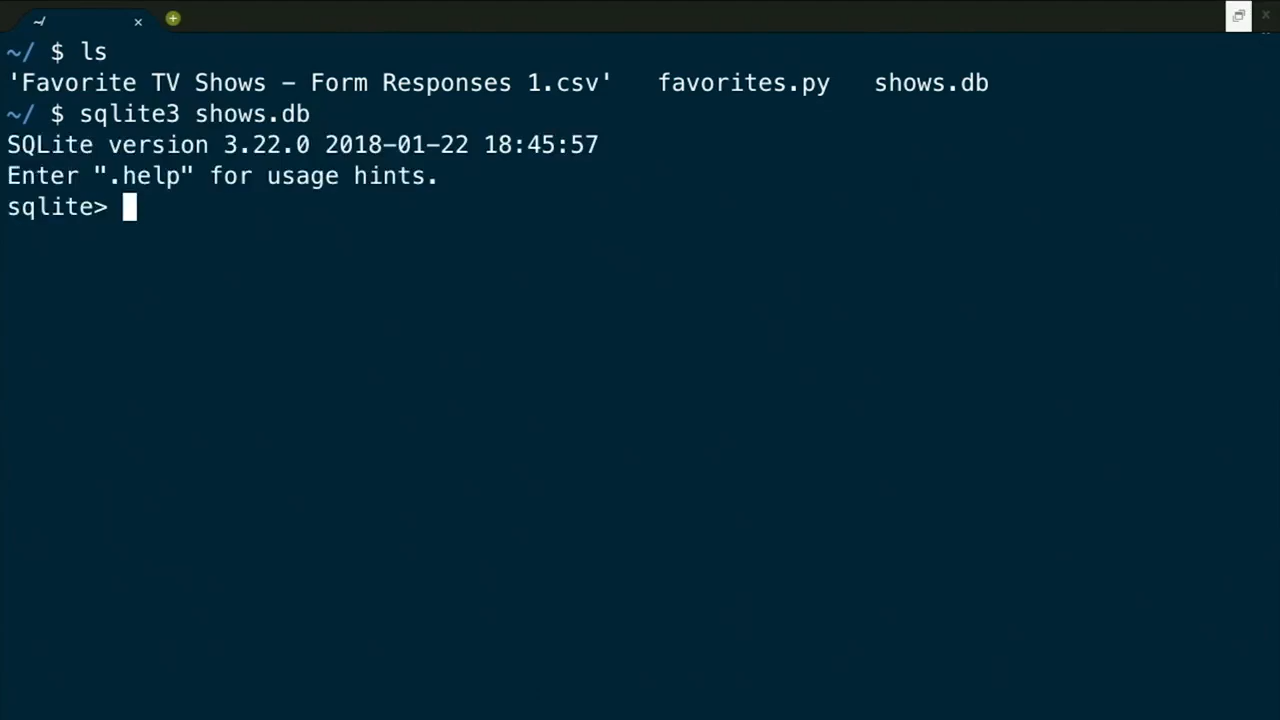 ~/
~/ $ ls
'Favorite TV Shows - Form Responses 1.csv' favorites.py shows.db
~/ $ sqlite3 shows.db
SQLite version 3.22.0 2018-01-22 18:45:57
Enter ".help" for usage hints.
sqlite>